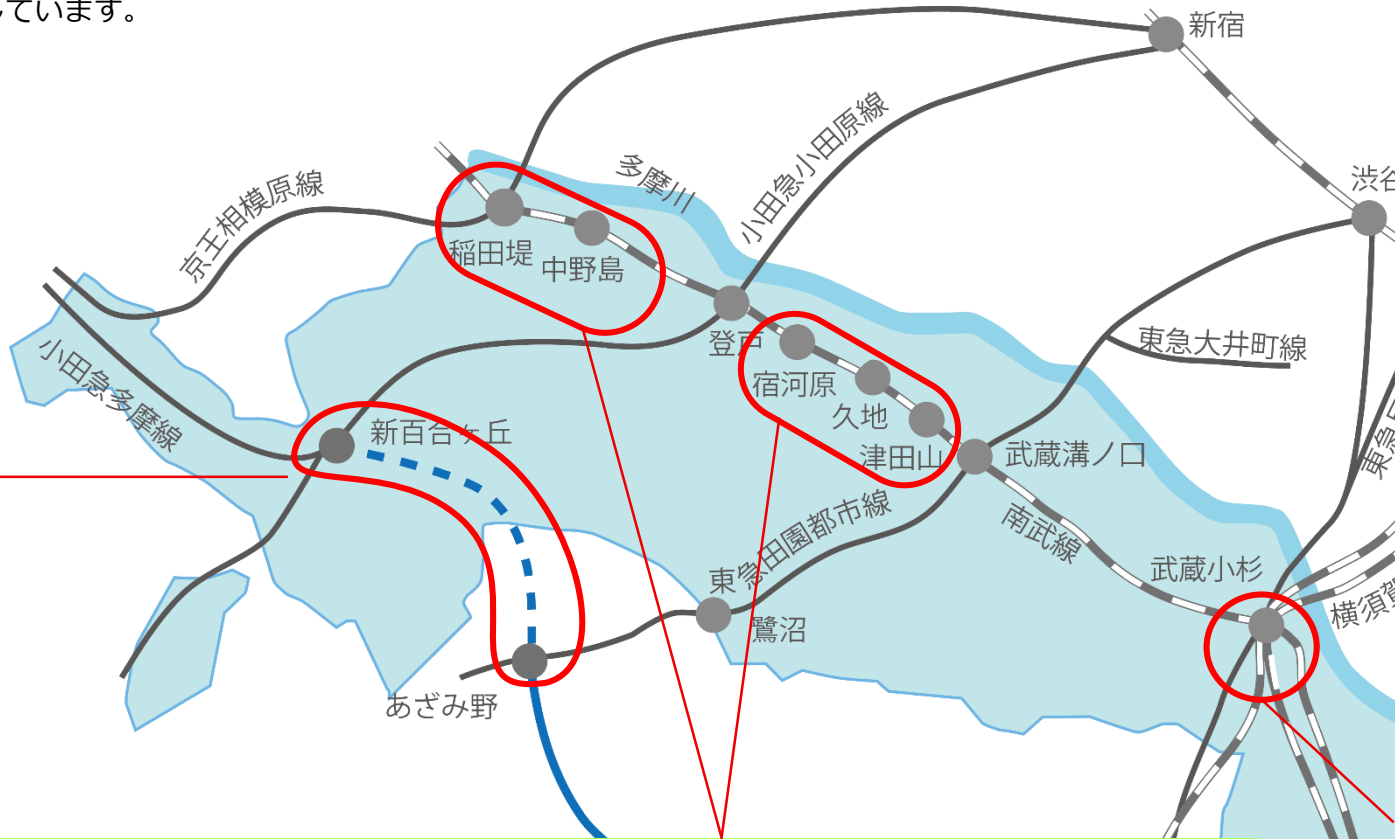 ています。
新宿
渋谷
多摩川
小田急小田原線
京王相模原線
稲田堤
中野島
登戸
東急大井町線
小田急多摩線
宿河原
久地
新百合ヶ丘
津田山
武蔵溝ノ口
東急田園都市線
南武線
武蔵小杉
東急
横須賀
鷺沼
あざみ野